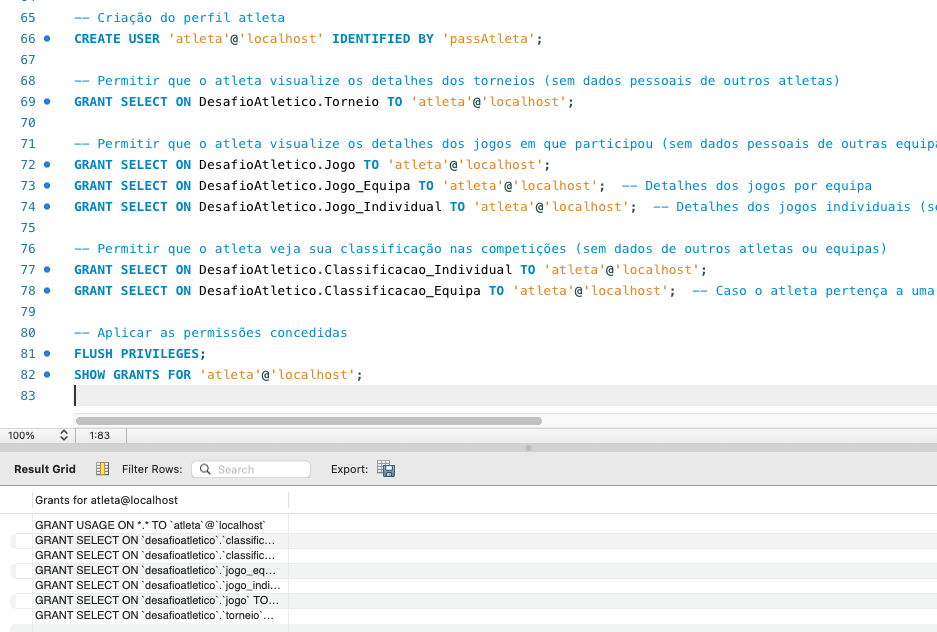 65 -- Criação do perfil atleta
66 CREATE USER 'atleta'@'localhost' IDENTIFIED BY 'passAtleta';
67
68 -- Permitir que o atleta visualize os detalhes dos torneios (sem dados pessoais de outros atletas)
69 GRANT SELECT ON DesafioAtletico.Torneio TO 'atleta'@'localhost';
70
71 -- Permitir que o atleta visualize os detalhes dos jogos em que participou (sem dados pessoais de outras equipa
72 GRANT SELECT ON DesafioAtletico.Jogo TO 'atleta'@'localhost';
73 GRANT SELECT ON DesafioAtletico.Jogo_Equipa TO 'atleta'@'localhost'; -- Detalhes dos jogos por equipa
74 GRANT SELECT ON DesafioAtletico.Jogo_Individual TO 'atleta'@'localhost'; -- Detalhes dos jogos individuais (se
75
76 -- Permitir que o atleta veja sua classificação nas competições (sem dados de outros atletas ou equipas)
77 GRANT SELECT ON DesafioAtletico.Classificacao_Individual TO 'atleta'@'localhost';
78 GRANT SELECT ON DesafioAtletico.Classificacao_Equipa TO 'atleta'@'localhost'; -- Caso o atleta pertença a uma
79
80 -- Aplicar as permissões concedidas
81 FLUSH PRIVILEGES;
82 SHOW GRANTS FOR 'atleta'@'localhost';
83
100% 1:83
Result Grid Filter Rows: Search Export:
Grants for atleta@localhost
GRANT USAGE ON *.* TO `atleta`@`localhost`
GRANT SELECT ON `desafioatletico`.`classific...
GRANT SELECT ON `desafioatletico`.`classific...
GRANT SELECT ON `desafioatletico`.`jogo_eq...
GRANT SELECT ON `desafioatletico`.`jogo_indi...
GRANT SELECT ON `desafioatletico`.`jogo` TO...
GRANT SELECT ON `desafioatletico`.`torneio`...